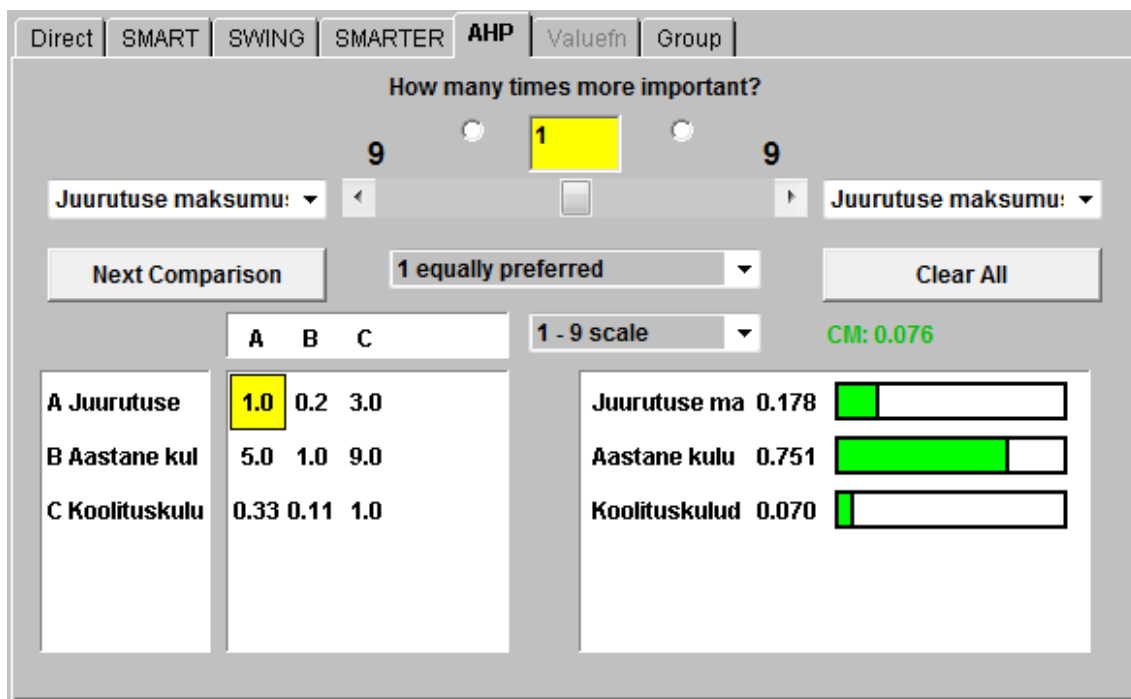 Direct SMART SWING SMARTER AHP Valuefn Group
How many times more important?
9 1 9
Juurutuse maksumu: Juurutuse maksumu:
Next Comparison 1 equally preferred Clear All
A B C 1 - 9 scale CM: 0.076
A Juurutuse 1.0 0.2 3.0 Juurutuse ma 0.178
B Aastane kul 5.0 1.0 9.0 Aastane kulu 0.751
C Koolituskulu 0.33 0.11 1.0 Koolituskulud 0.070